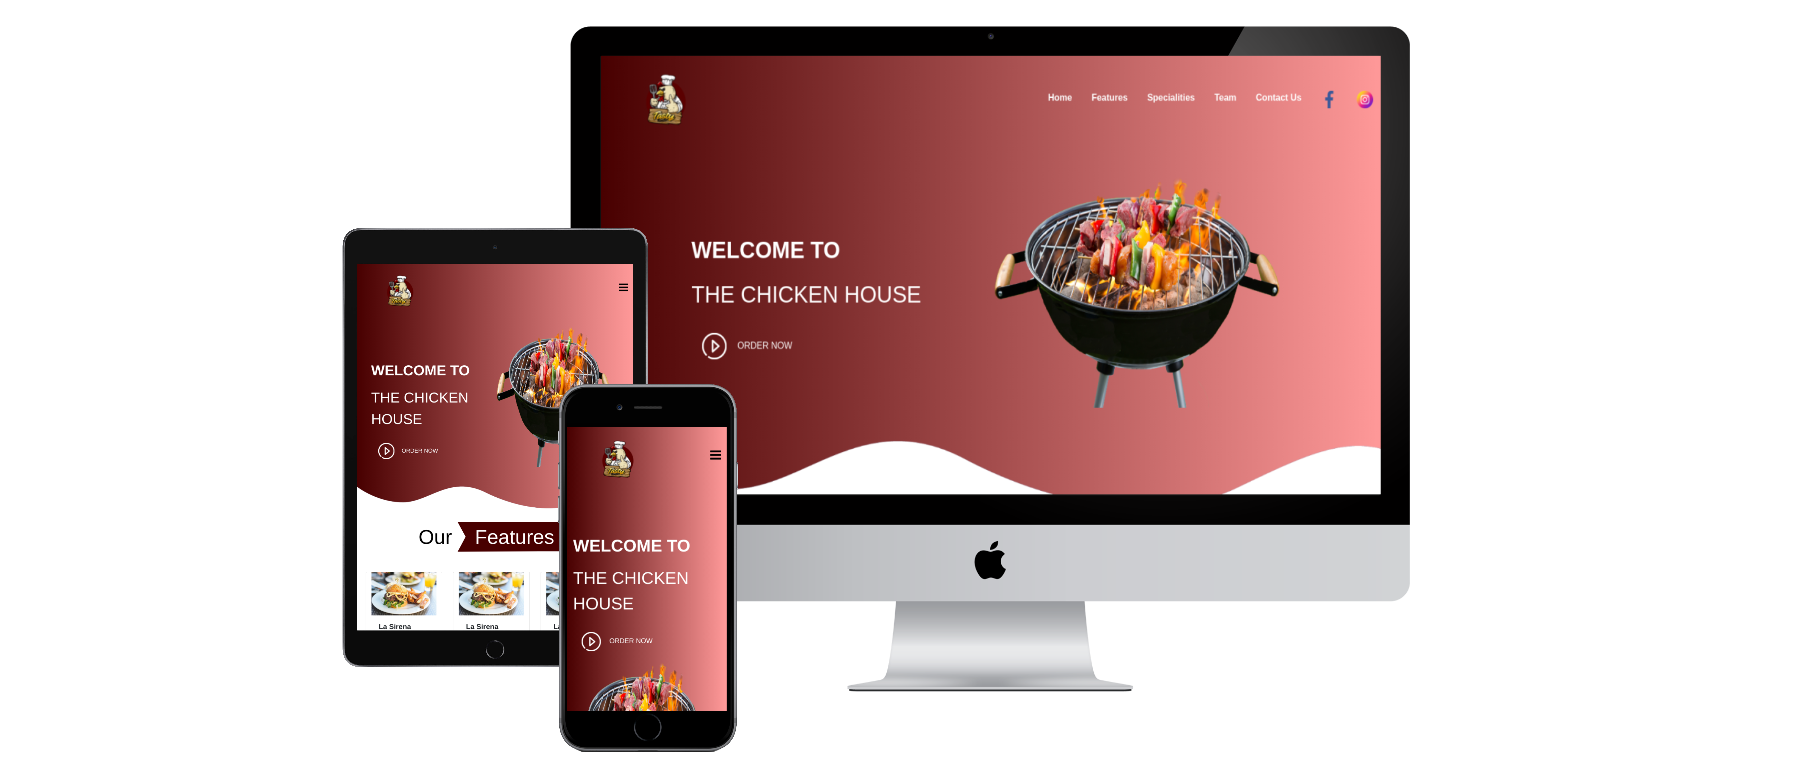 Tasty
Home Features Specialities Team Contact Us
WELCOME TO
THE CHICKEN HOUSE
ORDER NOW
Tasty
WELCOME TO
THE CHICKEN
HOUSE
ORDER NOW
Our Features
La Sirena La Sirena
Tasty
WELCOME TO
THE CHICKEN
HOUSE
ORDER NOW